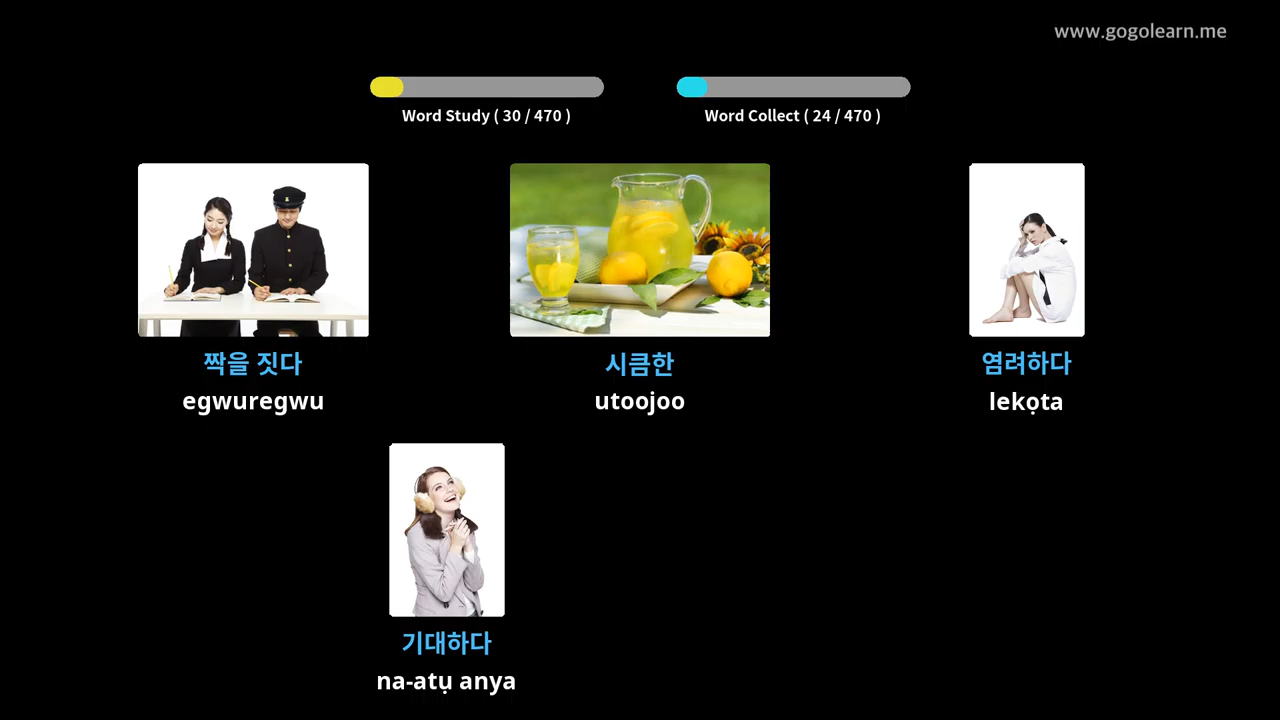 www.gogolearn.me
Word Study ( 30 / 470 )
Word Collect ( 24 / 470 )
짝을 짓다
egwuregwu
시큼한
utoojoo
염려하다
lekọta
기대하다
na-atụ anya